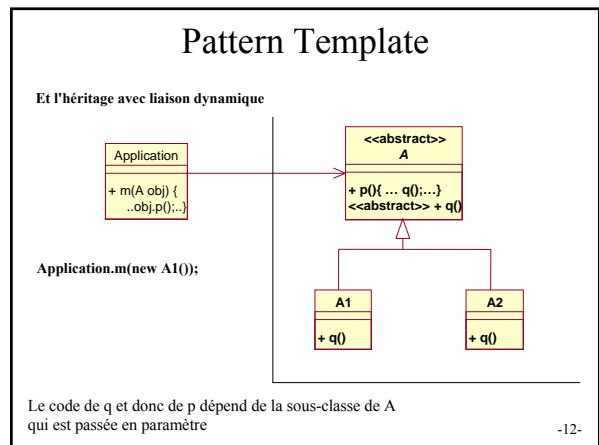 Pattern Template
Et l'héritage avec liaison dynamique
Application
+ m(A obj) {
..obj.p();..}
<<abstract>>
A
+ p(){ … q();…}
<<abstract>> + q()
Application.m(new A1());
A1
+ q()
A2
+ q()
Le code de q et donc de p dépend de la sous-classe de A
qui est passée en paramètre
-12-